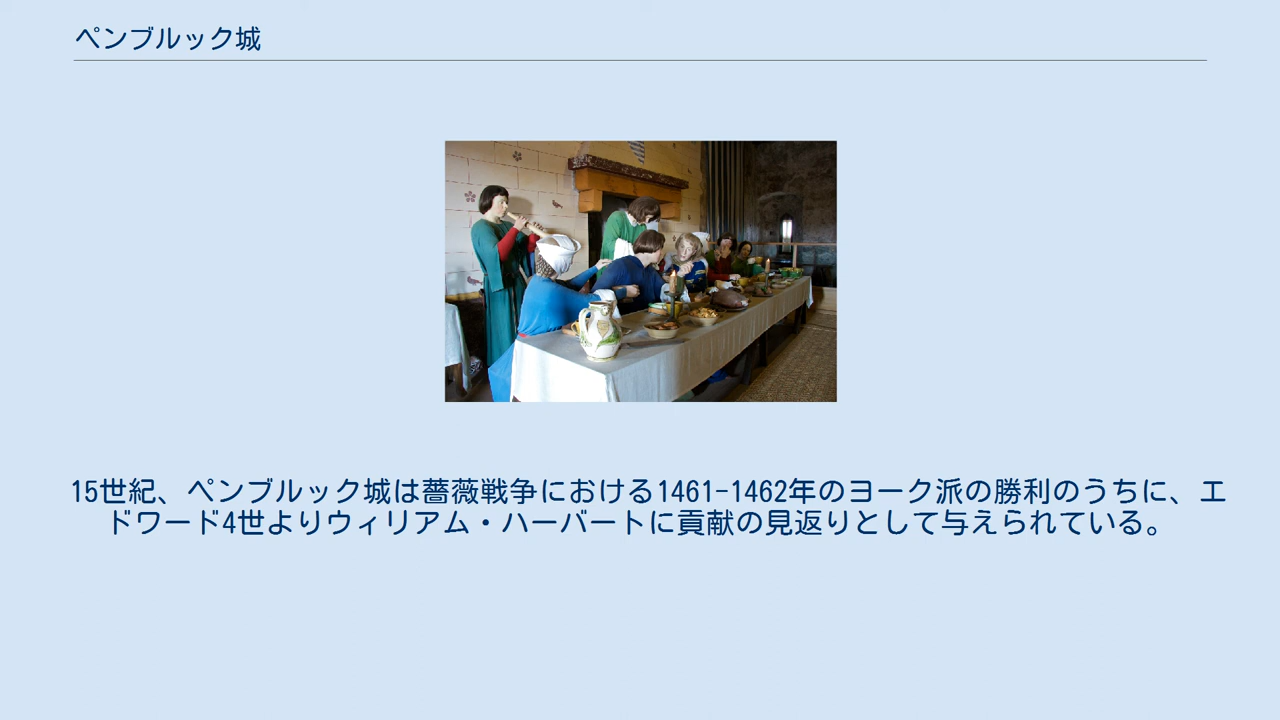 ペンブルック城
15世紀、ペンブルック城は薔薇戦争における1461-1462年のヨーク派の勝利のうちに、エ
ドワード4世よりウィリアム・ハーバートに貢献の見返りとして与えられている。